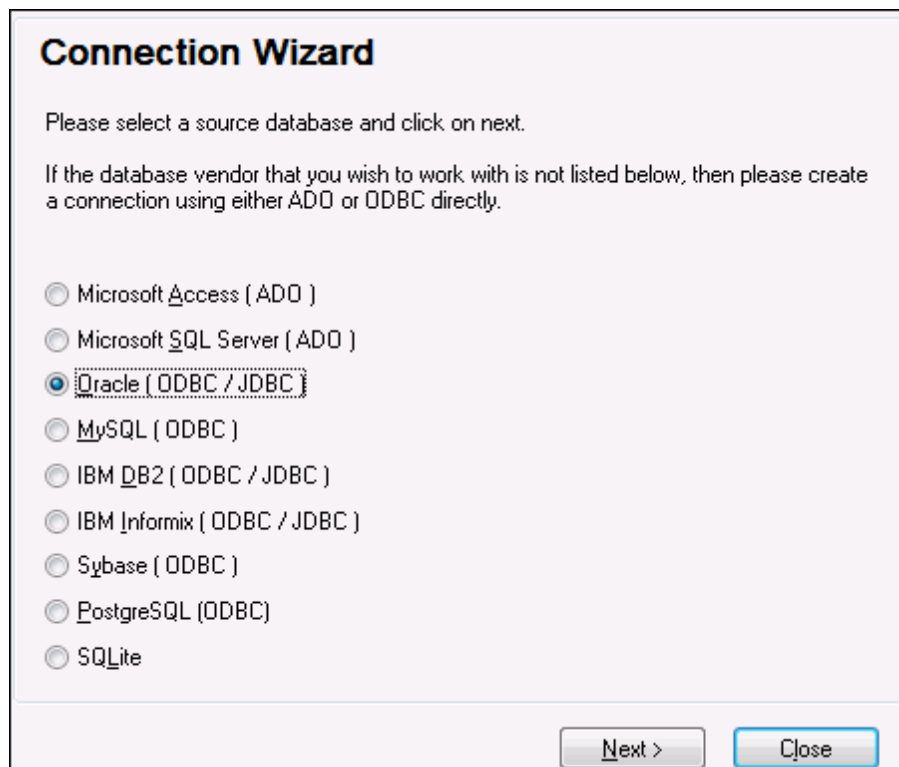 Connection Wizard
Please select a source database and click on next.
If the database vendor that you wish to work with is not listed below, then please create
a connection using either ADO or ODBC directly.
Microsoft Access ( ADO )
Microsoft SQL Server ( ADO )
Oracle ( ODBC / JDBC )
MySQL ( ODBC )
IBM DB2 ( ODBC / JDBC )
IBM Informix ( ODBC / JDBC )
Sybase ( ODBC )
PostgreSQL (ODBC)
SQLite
Next >
Close